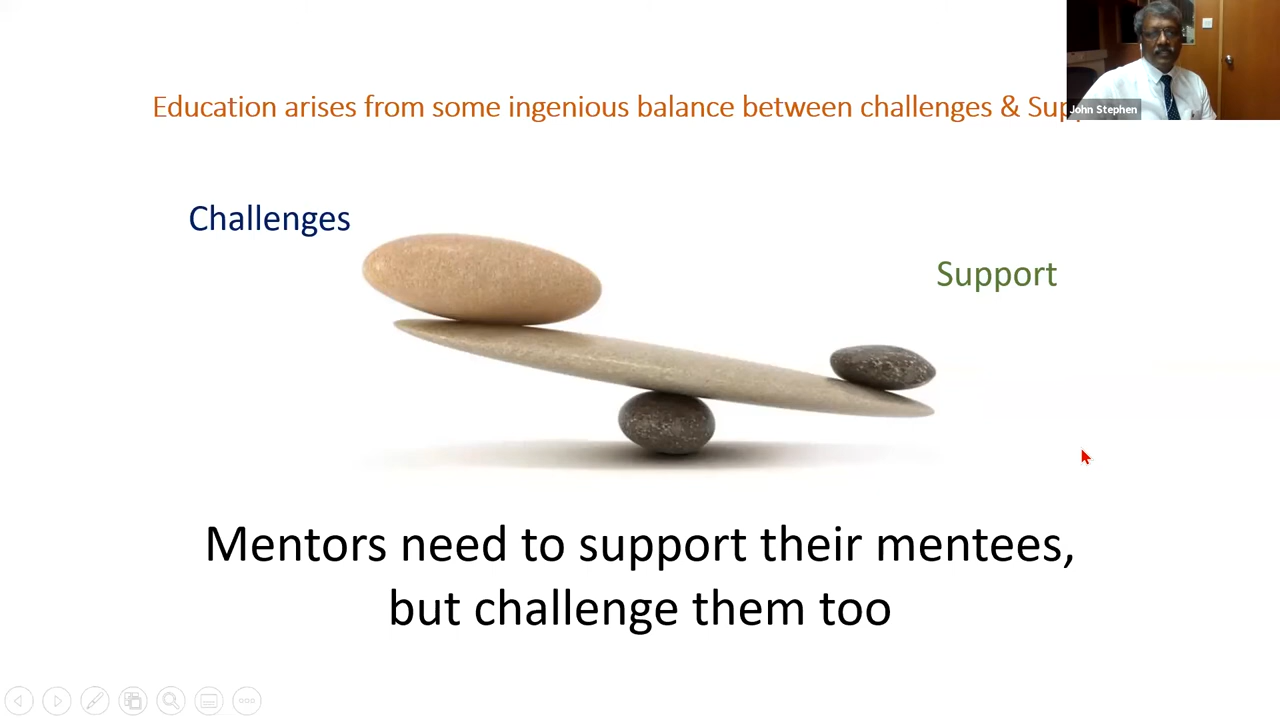 Education arises from some ingenious balance between challenges &
John Stephen
Challenges
Support
Mentors need to support their mentees,
but challenge them too